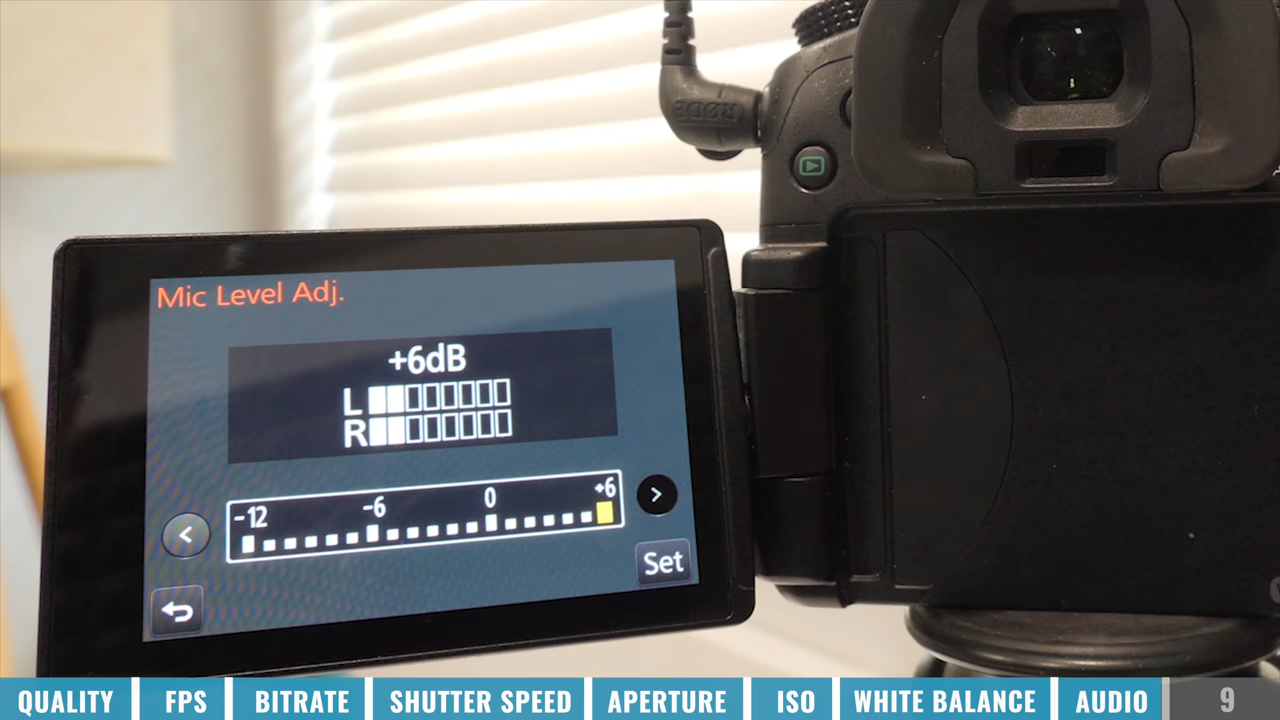 RØDE
Mic Level Adj.
+6dB
L
R
-12 -6 0 +6
< >
Set
QUALITY FPS BITRATE SHUTTER SPEED APERTURE ISO WHITE BALANCE AUDIO 9